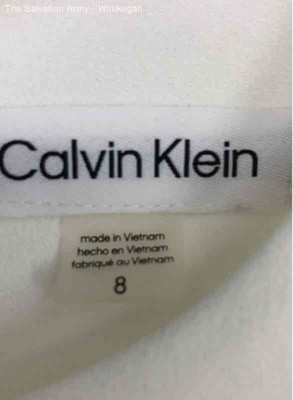 The Salvation Army - Waukegan
Calvin Klein
made in Vietnam
hecho en Vietnam
fabriqué au Vietnam
8